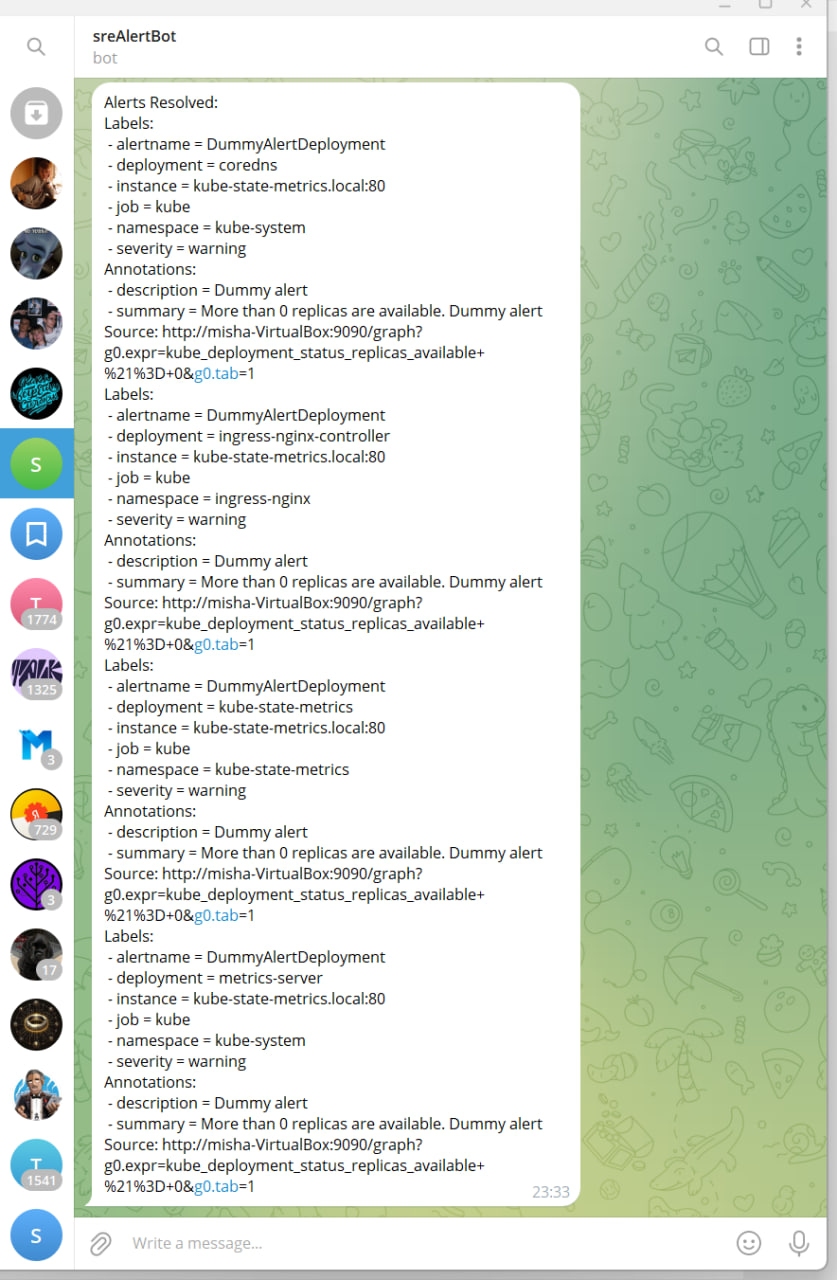 sreAlertBot
bot
Alerts Resolved:
Labels:
- alertname = DummyAlertDeployment
- deployment = coredns
- instance = kube-state-metrics.local:80
- job = kube
- namespace = kube-system
- severity = warning
Annotations:
- description = Dummy alert
- summary = More than 0 replicas are available. Dummy alert
Source: http://misha-VirtualBox:9090/graph?
g0.expr=kube_deployment_status_replicas_available+
%21%3D+0&g0.tab=1
Labels:
- alertname = DummyAlertDeployment
- deployment = ingress-nginx-controller
- instance = kube-state-metrics.local:80
- job = kube
- namespace = ingress-nginx
- severity = warning
Annotations:
- description = Dummy alert
- summary = More than 0 replicas are available. Dummy alert
Source: http://misha-VirtualBox:9090/graph?
g0.expr=kube_deployment_status_replicas_available+
%21%3D+0&g0.tab=1
Labels:
- alertname = DummyAlertDeployment
- deployment = kube-state-metrics
- instance = kube-state-metrics.local:80
- job = kube
- namespace = kube-state-metrics
- severity = warning
Annotations:
- description = Dummy alert
- summary = More than 0 replicas are available. Dummy alert
Source: http://misha-VirtualBox:9090/graph?
g0.expr=kube_deployment_status_replicas_available+
%21%3D+0&g0.tab=1
Labels:
- alertname = DummyAlertDeployment
- deployment = metrics-server
- instance = kube-state-metrics.local:80
- job = kube
- namespace = kube-system
- severity = warning
Annotations:
- description = Dummy alert
- summary = More than 0 replicas are available. Dummy alert
Source: http://misha-VirtualBox:9090/graph?
g0.expr=kube_deployment_status_replicas_available+
%21%3D+0&g0.tab=1
23:33
Write a message...
S
1774
1325
M
3
Я
729
3
17
1541
S